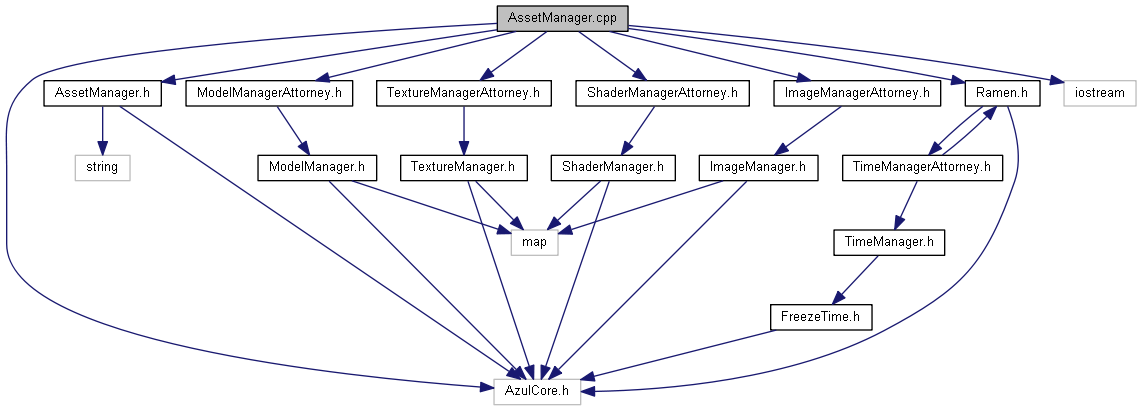 AssetManager.cpp
AssetManager.h
ModelManagerAttorney.h
TextureManagerAttorney.h
ShaderManagerAttorney.h
ImageManagerAttorney.h
Ramen.h
iostream
string
ModelManager.h
TextureManager.h
ShaderManager.h
ImageManager.h
TimeManagerAttorney.h
map
TimeManager.h
FreezeTime.h
AzulCore.h